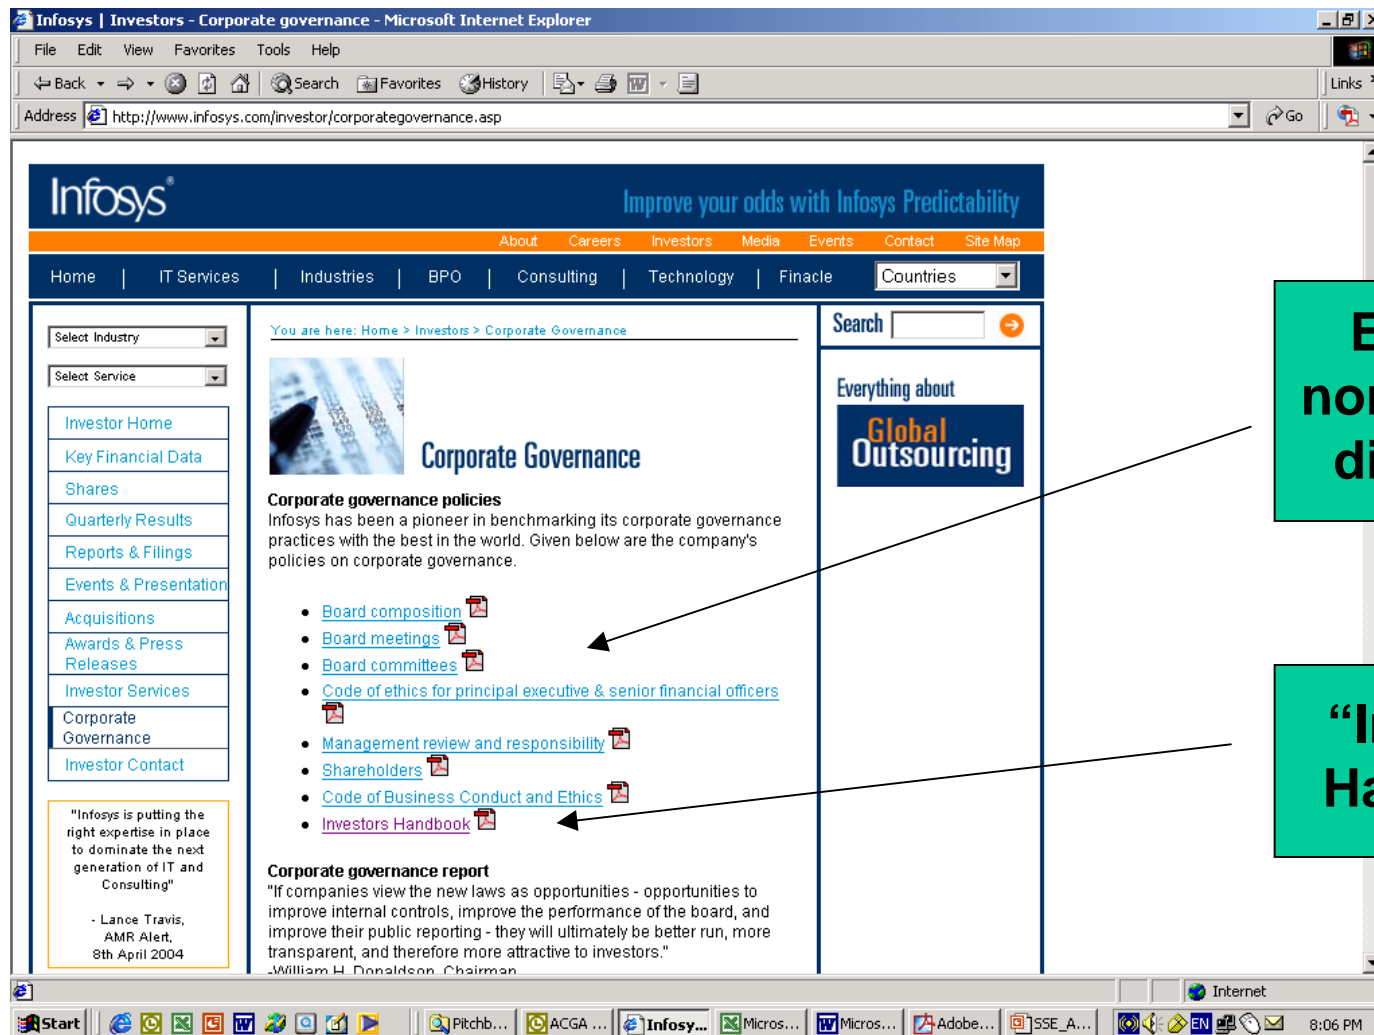 Infosys | Investors - Corporate governance - Microsoft Internet Explorer
File Edit View Favorites Tools Help
Back Search Favorites History Links
Address http://www.infosys.com/investor/corporategovernance.asp Go
Infosys®
Improve your odds with Infosys Predictability
About Careers Investors Media Events Contact Site Map
Home | IT Services | Industries | BPO | Consulting | Technology | Finacle Countries
Select Industry
Select Service
Investor Home
Key Financial Data
Shares
Quarterly Results
Reports & Filings
Events & Presentation
Acquisitions
Awards & Press
Releases
Investor Services
Corporate
Governance
Investor Contact
"Infosys is putting the
right expertise in place
to dominate the next
generation of IT and
Consulting"
- Lance Travis,
AMR Alert,
8th April 2004
You are here: Home > Investors > Corporate Governance
Corporate Governance
Corporate governance policies
Infosys has been a pioneer in benchmarking its corporate governance
practices with the best in the world. Given below are the company's
policies on corporate governance.
Board composition
Board meetings
Board committees
Code of ethics for principal executive & senior financial officers
Management review and responsibility
Shareholders
Code of Business Conduct and Ethics
Investors Handbook
Corporate governance report
"If companies view the new laws as opportunities - opportunities to
improve internal controls, improve the performance of the board, and
improve their public reporting - they will ultimately be better run, more
transparent, and therefore more attractive to investors."
-William H. Donaldson, Chairman
Search
Everything about
Global
Outsourcing
E
non
di
“In
Ha
Internet
Start Pitchb... ACGA ... Infosy... Micros... Micros... Adobe... SSE_A... EN 8:06 PM